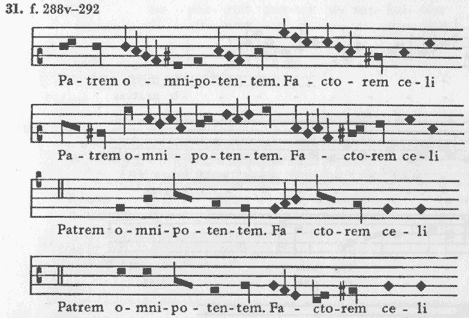 31. f. 288v–292
Pa - trem o - mni-po-ten-tem. Fa - cto - rem ce - li
Pa - trem o-mni - po - ten-tem. Fa cto-rem ce - li
Patrem o-mni-po - ten-tem. Fa - cto-rem ce - li
Patrem o-mni-po - ten-tem. Fa - cto-rem ce - li